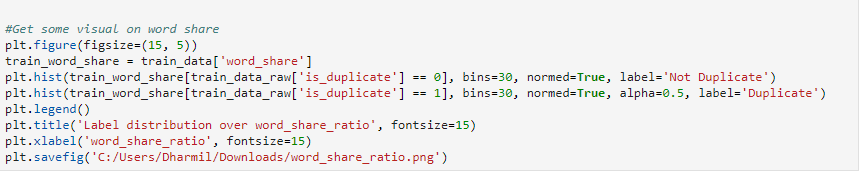 #Get some visual on word share
plt.figure(figsize=(15, 5))
train_word_share = train_data['word_share']
plt.hist(train_word_share[train_data_raw['is_duplicate'] == 0], bins=30, normed=True, label='Not Duplicate')
plt.hist(train_word_share[train_data_raw['is_duplicate'] == 1], bins=30, normed=True, alpha=0.5, label='Duplicate')
plt.legend()
plt.title('Label distribution over word_share_ratio', fontsize=15)
plt.xlabel('word_share_ratio', fontsize=15)
plt.savefig('C:/Users/Dharmil/Downloads/word_share_ratio.png')